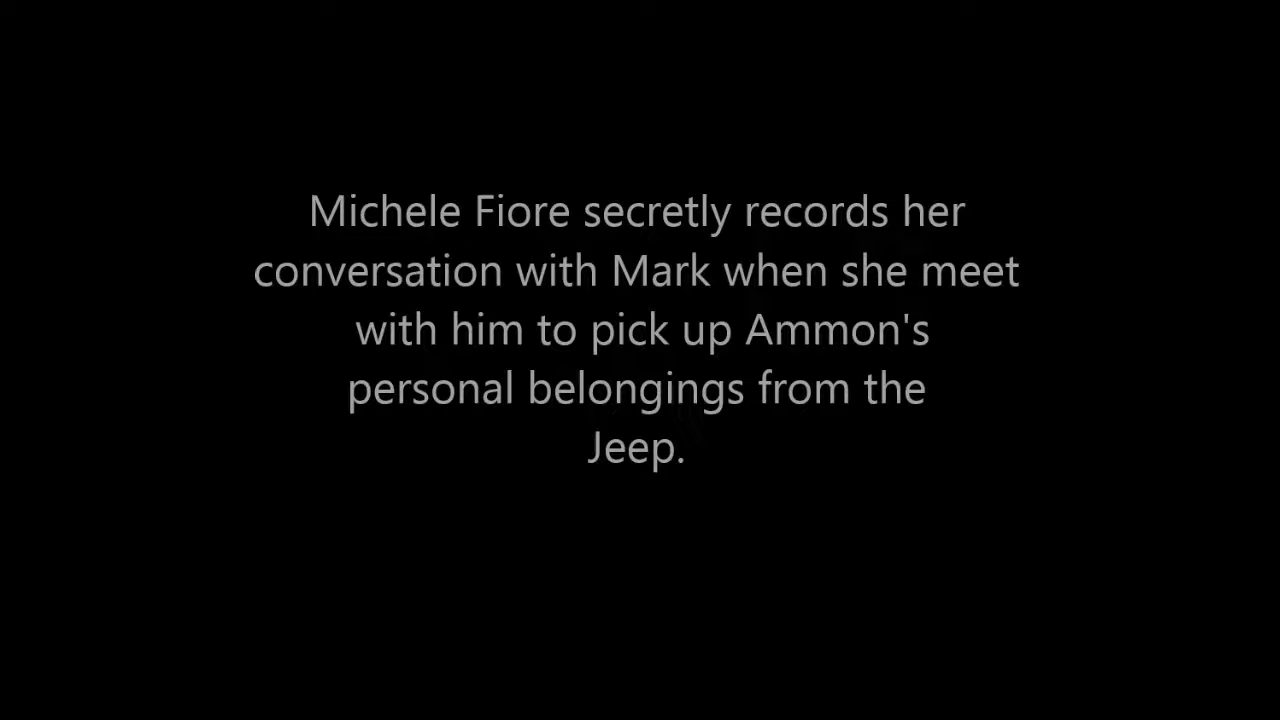 Michele Fiore secretly records her
conversation with Mark when she meet
with him to pick up Ammon's
personal belongings from the
Jeep.